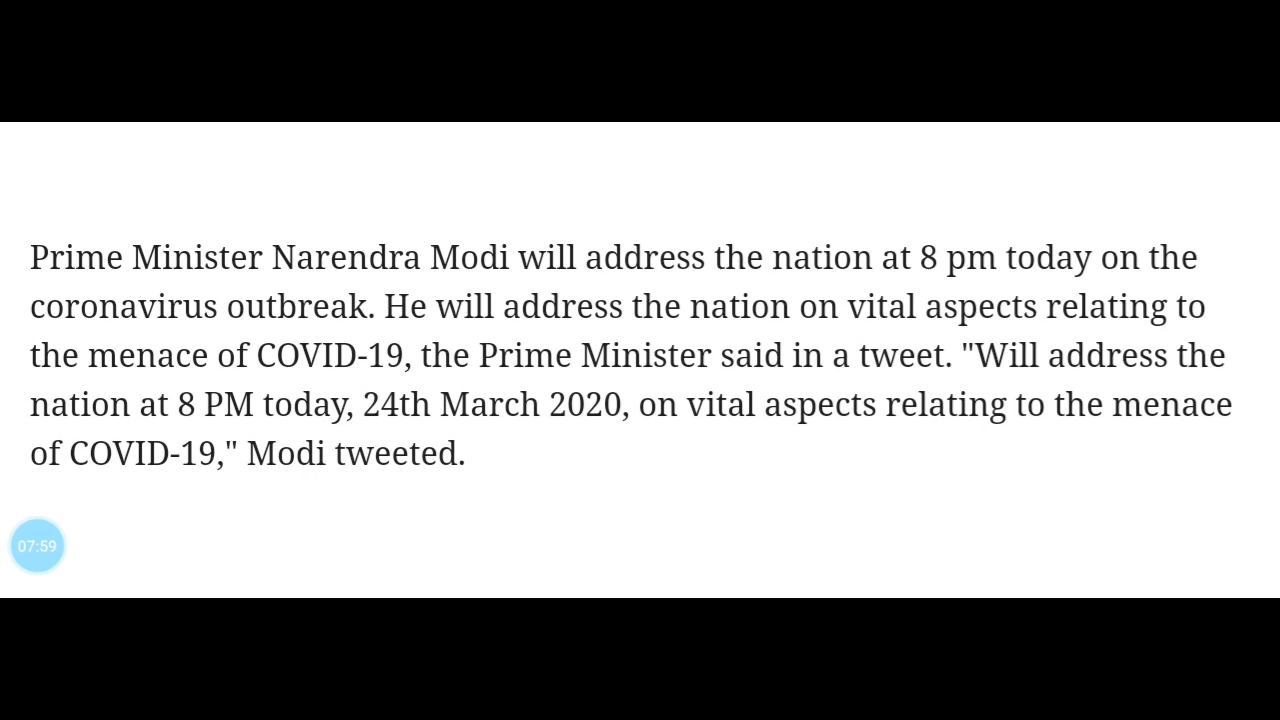 Prime Minister Narendra Modi will address the nation at 8 pm today on the
coronavirus outbreak. He will address the nation on vital aspects relating to
the menace of COVID-19, the Prime Minister said in a tweet. "Will address the
nation at 8 PM today, 24th March 2020, on vital aspects relating to the menace
of COVID-19," Modi tweeted.
07:59